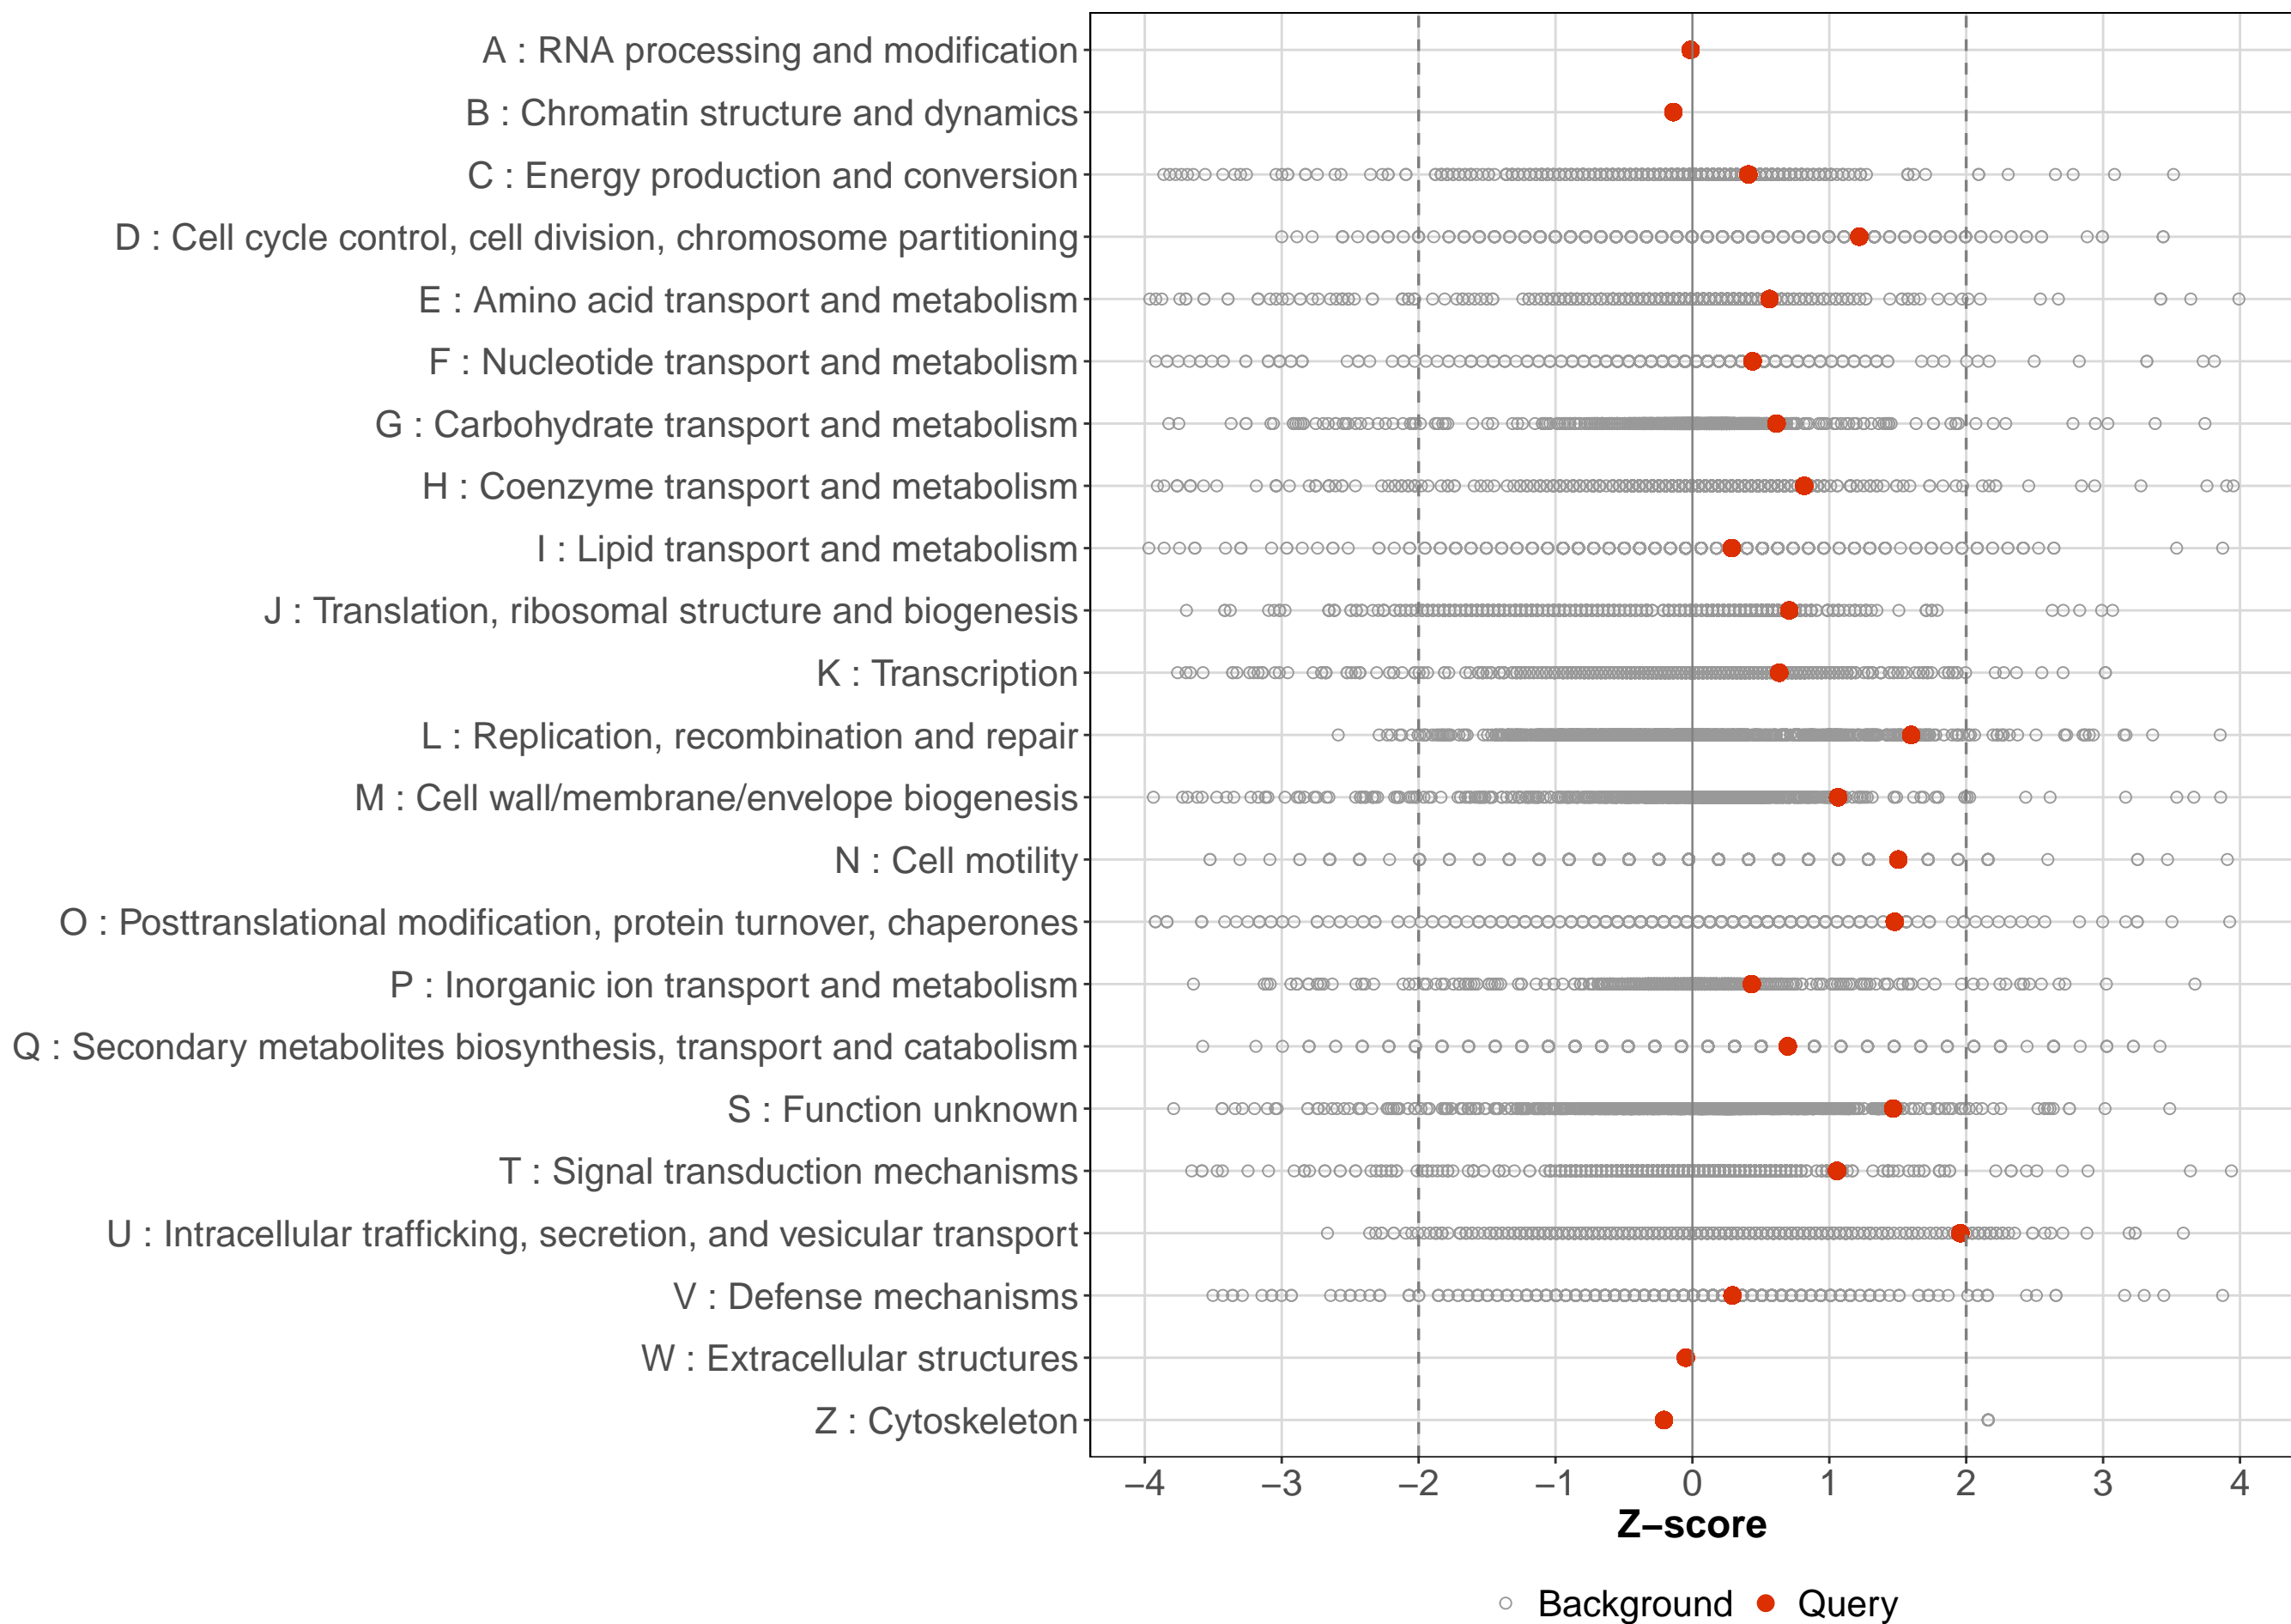 A : RNA processing and modification
B : Chromatin structure and dynamics
C : Energy production and conversion
D : Cell cycle control, cell division, chromosome partitioning
E : Amino acid transport and metabolism
F : Nucleotide transport and metabolism
G : Carbohydrate transport and metabolism
H : Coenzyme transport and metabolism
I : Lipid transport and metabolism
J : Translation, ribosomal structure and biogenesis
K : Transcription
L : Replication, recombination and repair
M : Cell wall/membrane/envelope biogenesis
N : Cell motility
O : Posttranslational modification, protein turnover, chaperones
P : Inorganic ion transport and metabolism
Q : Secondary metabolites biosynthesis, transport and catabolism
S : Function unknown
T : Signal transduction mechanisms
U : Intracellular trafficking, secretion, and vesicular transport
V : Defense mechanisms
W : Extracellular structures
Z : Cytoskeleton
−4 −3 −2 −1 0 1 2 3 4
Z−score
Background Query